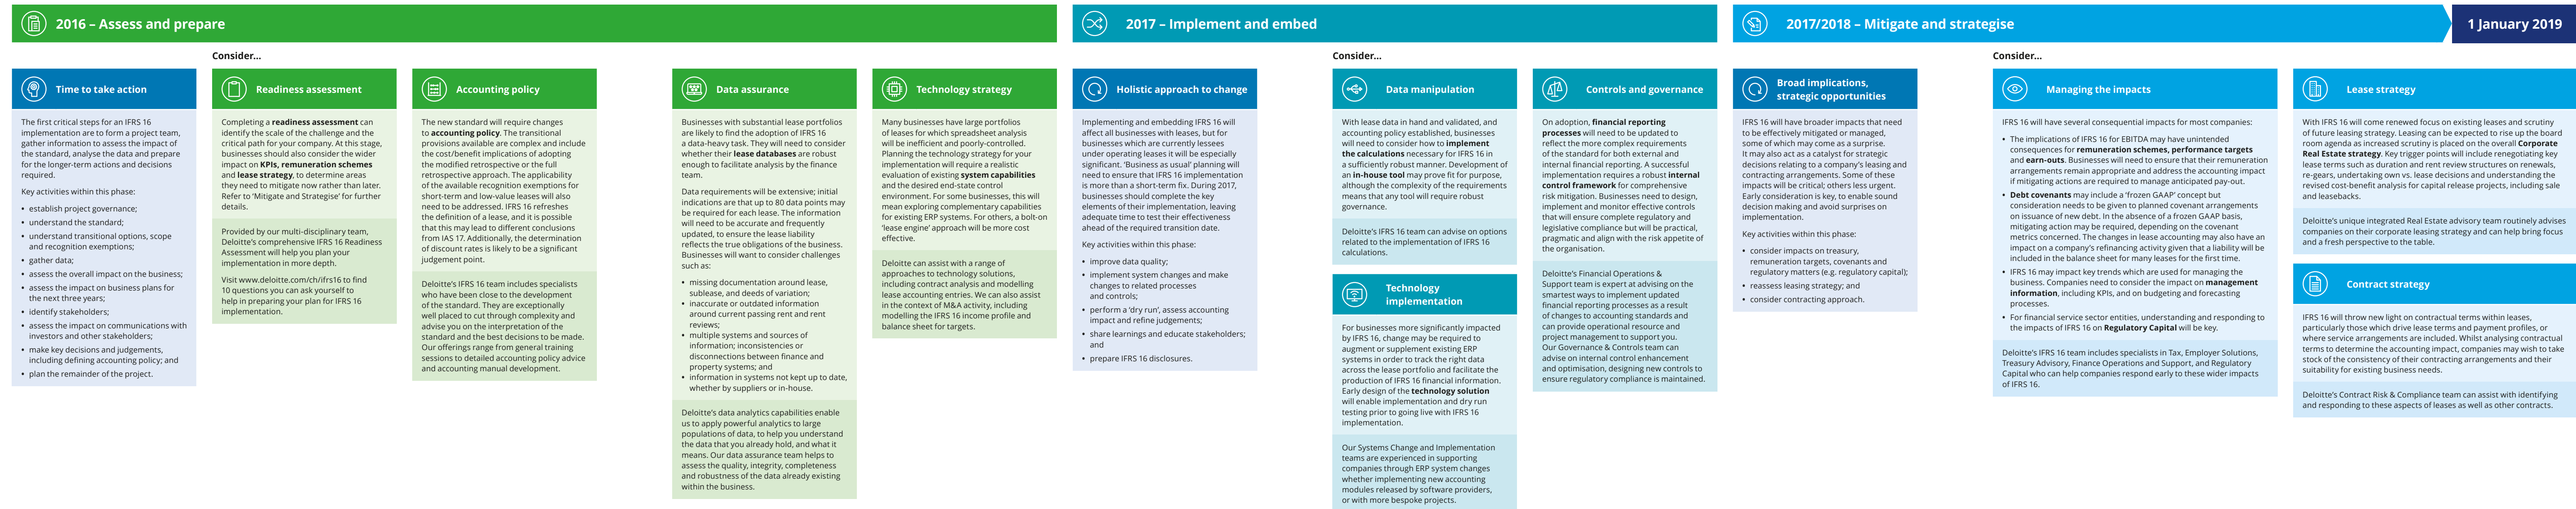 2016 – Assess and prepare
Consider...
Time to take action
The first critical steps for an IFRS 16
implementation are to form a project team,
gather information to assess the impact of
the standard, analyse the data and prepare
for the longer-term actions and decisions
required.
Key activities within this phase:
• establish project governance;
• understand the standard;
• understand transitional options, scope
and recognition exemptions;
• gather data;
• assess the overall impact on the business;
• assess the impact on business plans for
the next three years;
• identify stakeholders;
• assess the impact on communications with
investors and other stakeholders;
• make key decisions and judgements,
including defining accounting policy; and
• plan the remainder of the project.
Readiness assessment
Completing a readiness assessment can
identify the scale of the challenge and the
critical path for your company. At this stage,
businesses should also consider the wider
impact on KPIs, remuneration schemes
and lease strategy, to determine areas
they need to mitigate now rather than later.
Refer to 'Mitigate and Strategise' for further
details.
Provided by our multi-disciplinary team,
Deloitte's comprehensive IFRS 16 Readiness
Assessment will help you plan your
implementation in more depth.
Visit www.deloitte.com/ch/ifrs16 to find
10 questions you can ask yourself to
help in preparing your plan for IFRS 16
implementation.
Accounting policy
The new standard will require changes
to accounting policy. The transitional
provisions available are complex and include
the cost/benefit implications of adopting
the modified retrospective or the full
retrospective approach. The applicability
of the available recognition exemptions for
short-term and low-value leases will also
need to be addressed. IFRS 16 refreshes
the definition of a lease, and it is possible
that this may lead to different conclusions
from IAS 17. Additionally, the determination
of discount rates is likely to be a significant
judgement point.
Deloitte's IFRS 16 team includes specialists
who have been close to the development
of the standard. They are exceptionally
well placed to cut through complexity and
advise you on the interpretation of the
standard and the best decisions to be made.
Our offerings range from general training
sessions to detailed accounting policy advice
and accounting manual development.
Data assurance
Businesses with substantial lease portfolios
are likely to find the adoption of IFRS 16
a data-heavy task. They will need to consider
whether their lease databases are robust
enough to facilitate analysis by the finance
team.
Data requirements will be extensive; initial
indications are that up to 80 data points may
be required for each lease. The information
will need to be accurate and frequently
updated, to ensure the lease liability
reflects the true obligations of the business.
Businesses will want to consider challenges
such as:
• missing documentation around lease,
sublease, and deeds of variation;
• inaccurate or outdated information
around current passing rent and rent
reviews;
• multiple systems and sources of
information; inconsistencies or
disconnections between finance and
property systems; and
• information in systems not kept up to date,
whether by suppliers or in-house.
Deloitte's data analytics capabilities enable
us to apply powerful analytics to large
populations of data, to help you understand
the data that you already hold, and what it
means. Our data assurance team helps to
assess the quality, integrity, completeness
and robustness of the data already existing
within the business.
Technology strategy
Many businesses have large portfolios
of leases for which spreadsheet analysis
will be inefficient and poorly-controlled.
Planning the technology strategy for your
implementation will require a realistic
evaluation of existing system capabilities
and the desired end-state control
environment. For some businesses, this will
mean exploring complementary capabilities
for existing ERP systems. For others, a bolt-on
'lease engine' approach will be more cost
effective.
Deloitte can assist with a range of
approaches to technology solutions,
including contract analysis and modelling
lease accounting entries. We can also assist
in the context of M&A activity, including
modelling the IFRS 16 income profile and
balance sheet for targets.
2017 – Implement and embed
Consider...
Holistic approach to change
Implementing and embedding IFRS 16 will
affect all businesses with leases, but for
businesses which are currently lessees
under operating leases it will be especially
significant. 'Business as usual' planning will
need to ensure that IFRS 16 implementation
is more than a short-term fix. During 2017,
businesses should complete the key
elements of their implementation, leaving
adequate time to test their effectiveness
ahead of the required transition date.
Key activities within this phase:
• improve data quality;
• implement system changes and make
changes to related processes
and controls;
• perform a 'dry run', assess accounting
impact and refine judgements;
• share learnings and educate stakeholders;
and
• prepare IFRS 16 disclosures.
Data manipulation
With lease data in hand and validated, and
accounting policy established, businesses
will need to consider how to implement
the calculations necessary for IFRS 16 in
a sufficiently robust manner. Development of
an in-house tool may prove fit for purpose,
although the complexity of the requirements
means that any tool will require robust
governance.
Deloitte's IFRS 16 team can advise on options
related to the implementation of IFRS 16
calculations.
Technology
implementation
For businesses more significantly impacted
by IFRS 16, change may be required to
augment or supplement existing ERP
systems in order to track the right data
across the lease portfolio and facilitate the
production of IFRS 16 financial information.
Early design of the technology solution
will enable implementation and dry run
testing prior to going live with IFRS 16
implementation.
Our Systems Change and Implementation
teams are experienced in supporting
companies through ERP system changes
whether implementing new accounting
modules released by software providers,
or with more bespoke projects.
Controls and governance
On adoption, financial reporting
processes will need to be updated to
reflect the more complex requirements
of the standard for both external and
internal financial reporting. A successful
implementation requires a robust internal
control framework for comprehensive
risk mitigation. Businesses need to design,
implement and monitor effective controls
that will ensure complete regulatory and
legislative compliance but will be practical,
pragmatic and align with the risk appetite of
the organisation.
Deloitte's Financial Operations &
Support team is expert at advising on the
smartest ways to implement updated
financial reporting processes as a result
of changes to accounting standards and
can provide operational resource and
project management to support you.
Our Governance & Controls team can
advise on internal control enhancement
and optimisation, designing new controls to
ensure regulatory compliance is maintained.
2017/2018 – Mitigate and strategise
1 January 2019
Consider...
Broad implications,
strategic opportunities
IFRS 16 will have broader impacts that need
to be effectively mitigated or managed,
some of which may come as a surprise.
It may also act as a catalyst for strategic
decisions relating to a company's leasing and
contracting arrangements. Some of these
impacts will be critical; others less urgent.
Early consideration is key, to enable sound
decision making and avoid surprises on
implementation.
Key activities within this phase:
• consider impacts on treasury,
remuneration targets, covenants and
regulatory matters (e.g. regulatory capital);
• reassess leasing strategy; and
• consider contracting approach.
Managing the impacts
IFRS 16 will have several consequential impacts for most companies:
• The implications of IFRS 16 for EBITDA may have unintended
consequences for remuneration schemes, performance targets
and earn-outs. Businesses will need to ensure that their remuneration
arrangements remain appropriate and address the accounting impact
if mitigating actions are required to manage anticipated pay-out.
• Debt covenants may include a 'frozen GAAP' concept but
consideration needs to be given to planned covenant arrangements
on issuance of new debt. In the absence of a frozen GAAP basis,
mitigating action may be required, depending on the covenant
metrics concerned. The changes in lease accounting may also have an
impact on a company's refinancing activity given that a liability will be
included in the balance sheet for many leases for the first time.
• IFRS 16 may impact key trends which are used for managing the
business. Companies need to consider the impact on management
information, including KPIs, and on budgeting and forecasting
processes.
• For financial service sector entities, understanding and responding to
the impacts of IFRS 16 on Regulatory Capital will be key.
Deloitte's IFRS 16 team includes specialists in Tax, Employer Solutions,
Treasury Advisory, Finance Operations and Support, and Regulatory
Capital who can help companies respond early to these wider impacts
of IFRS 16.
Lease strategy
With IFRS 16 will come renewed focus on existing leases and scrutiny
of future leasing strategy. Leasing can be expected to rise up the board
room agenda as increased scrutiny is placed on the overall Corporate
Real Estate strategy. Key trigger points will include renegotiating key
lease terms such as duration and rent review structures on renewals,
re-gears, undertaking own vs. lease decisions and understanding the
revised cost-benefit analysis for capital release projects, including sale
and leasebacks.
Deloitte's unique integrated Real Estate advisory team routinely advises
companies on their corporate leasing strategy and can help bring focus
and a fresh perspective to the table.
Contract strategy
IFRS 16 will throw new light on contractual terms within leases,
particularly those which drive lease terms and payment profiles, or
where service arrangements are included. Whilst analysing contractual
terms to determine the accounting impact, companies may wish to take
stock of the consistency of their contracting arrangements and their
suitability for existing business needs.
Deloitte's Contract Risk & Compliance team can assist with identifying
and responding to these aspects of leases as well as other contracts.